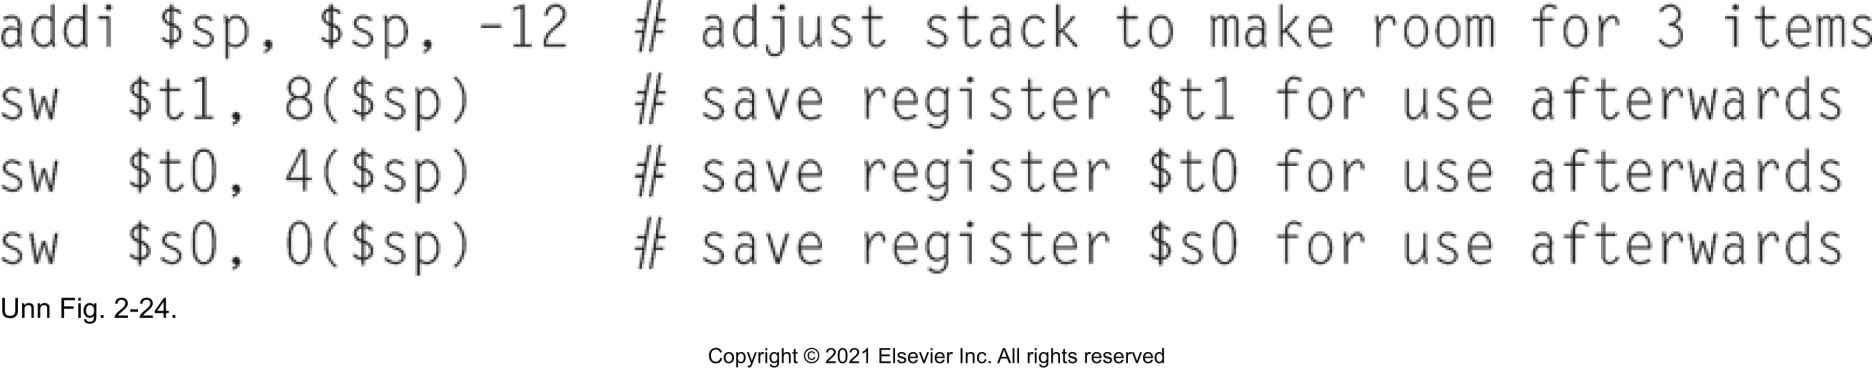 addi $sp, $sp, -12 # adjust stack to make room for 3 items
sw $t1, 8($sp) # save register $t1 for use afterwards
sw $t0, 4($sp) # save register $t0 for use afterwards
sw $s0, 0($sp) # save register $s0 for use afterwards
Unn Fig. 2-24.
Copyright © 2021 Elsevier Inc. All rights reserved